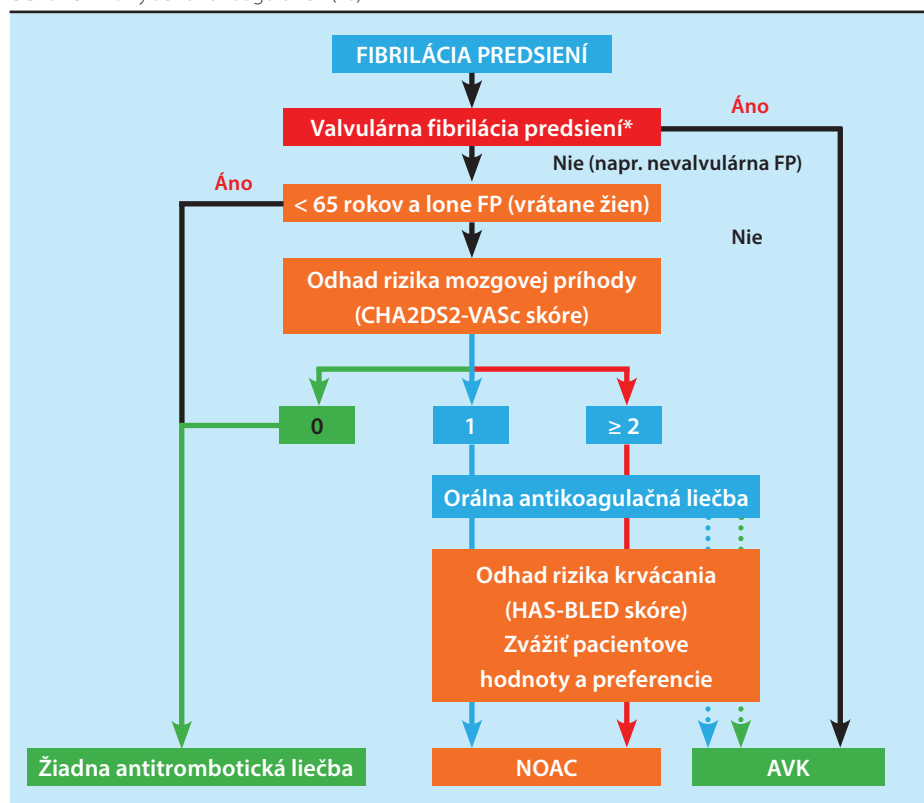 FIBRILÁCIA PREDSIENÍ
Áno
Valvulárna fibrilácia predsiení*
Nie (napr. nevalvulárna FP)
Áno
< 65 rokov a lone FP (vrátane žien)
Nie
Odhad rizika mozgovej príhody
(CHA2DS2-VASc skóre)
0
1
≥ 2
Orálna antikoagulačná liečba
Odhad rizika krvácania
(HAS-BLED skóre)
Zvážiť pacientove
hodnoty a preferencie
Žiadna antitrombotická liečba
NOAC
AVK